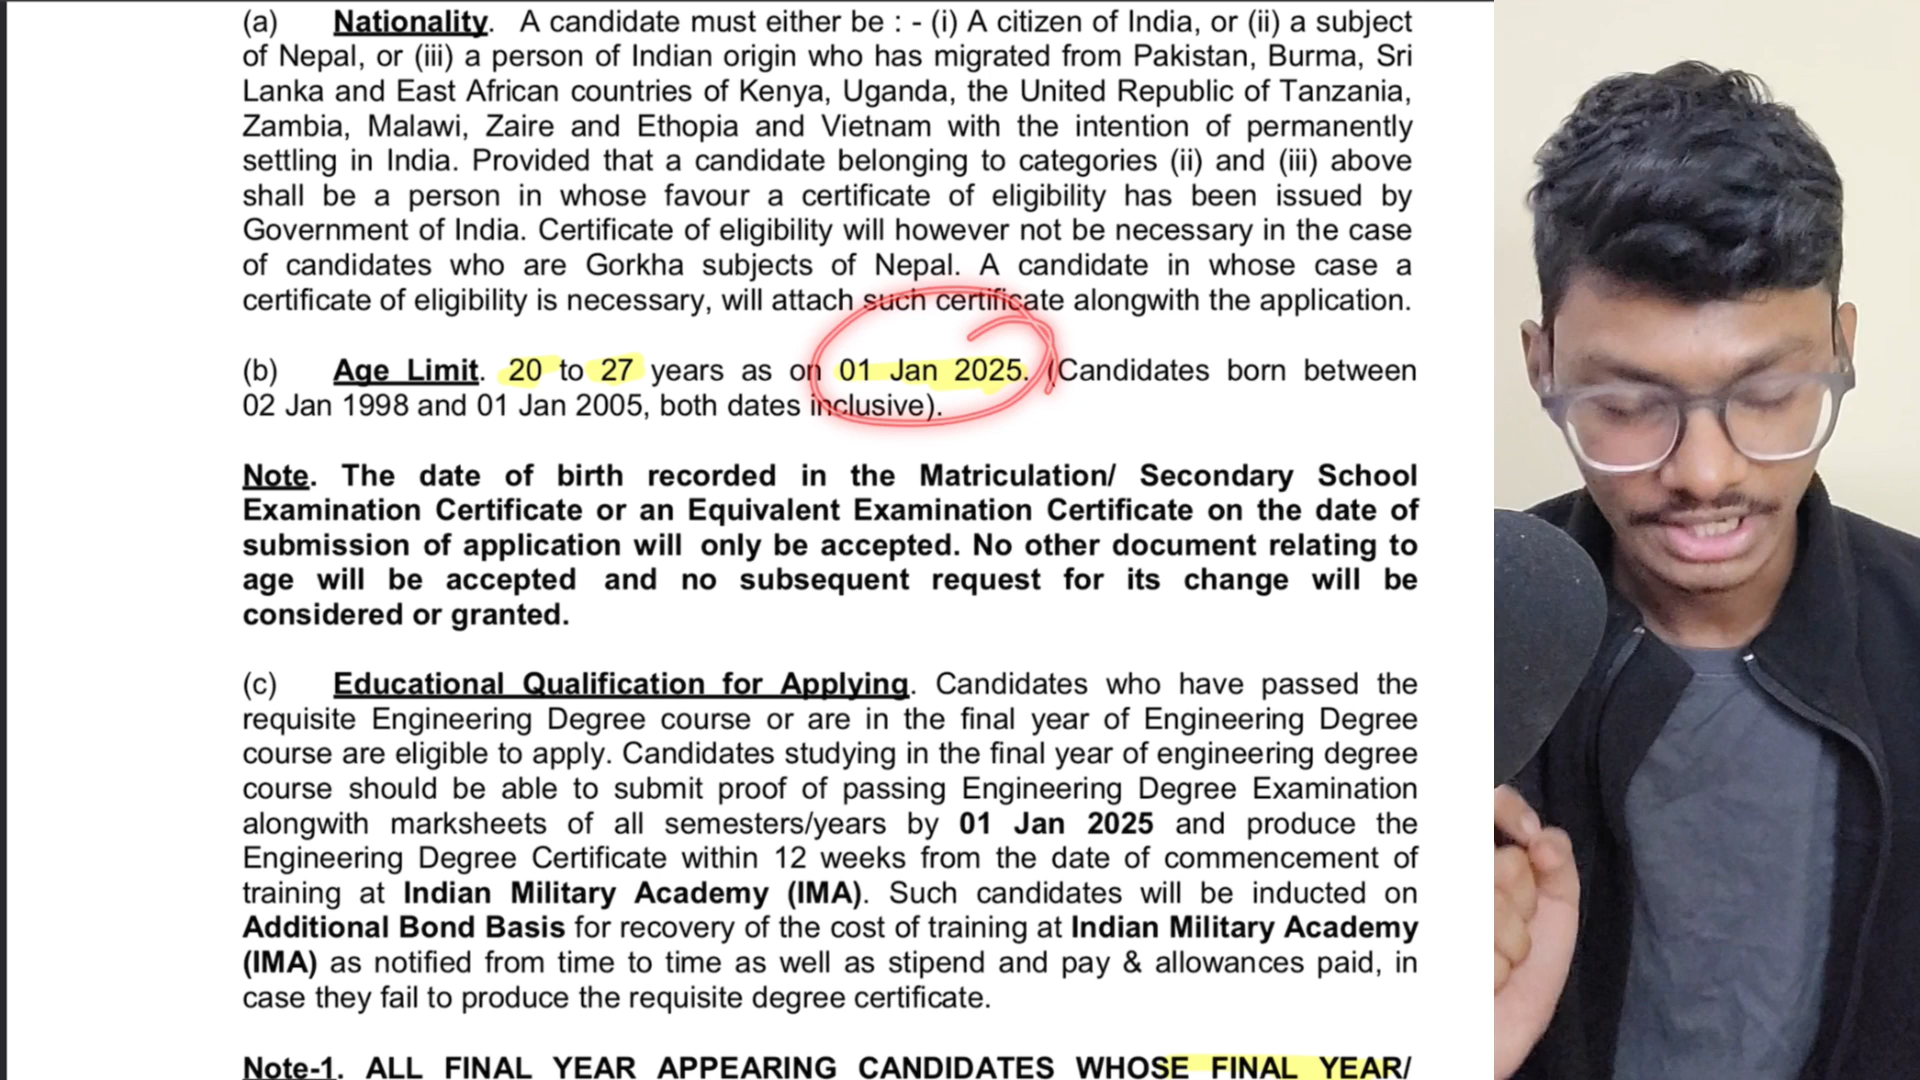 (a) Nationality. A candidate must either be : - (i) A citizen of India, or (ii) a subject
of Nepal, or (iii) a person of Indian origin who has migrated from Pakistan, Burma, Sri
Lanka and East African countries of Kenya, Uganda, the United Republic of Tanzania,
Zambia, Malawi, Zaire and Ethopia and Vietnam with the intention of permanently
settling in India. Provided that a candidate belonging to categories (ii) and (iii) above
shall be a person in whose favour a certificate of eligibility has been issued by
Government of India. Certificate of eligibility will however not be necessary in the case
of candidates who are Gorkha subjects of Nepal. A candidate in whose case a
certificate of eligibility is necessary, will attach such certificate alongwith the application.
(b) Age Limit. 20 to 27 years as on 01 Jan 2025. (Candidates born between
02 Jan 1998 and 01 Jan 2005, both dates inclusive).
Note. The date of birth recorded in the Matriculation/ Secondary School
Examination Certificate or an Equivalent Examination Certificate on the date of
submission of application will only be accepted. No other document relating to
age will be accepted and no subsequent request for its change will be
considered or granted.
(c) Educational Qualification for Applying. Candidates who have passed the
requisite Engineering Degree course or are in the final year of Engineering Degree
course are eligible to apply. Candidates studying in the final year of engineering degree
course should be able to submit proof of passing Engineering Degree Examination
alongwith marksheets of all semesters/years by 01 Jan 2025 and produce the
Engineering Degree Certificate within 12 weeks from the date of commencement of
training at Indian Military Academy (IMA). Such candidates will be inducted on
Additional Bond Basis for recovery of the cost of training at Indian Military Academy
(IMA) as notified from time to time as well as stipend and pay & allowances paid, in
case they fail to produce the requisite degree certificate.
Note-1. ALL FINAL YEAR APPEARING CANDIDATES WHOSE FINAL YEAR/